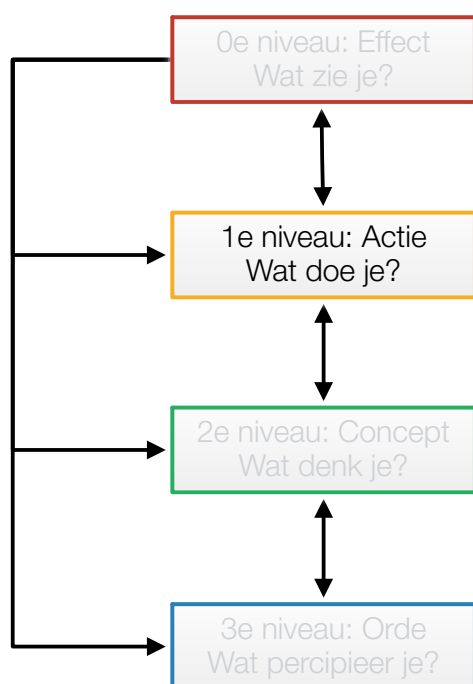 0e niveau: Effect
Wat zie je?
1e niveau: Actie
Wat doe je?
2e niveau: Concept
Wat denk je?
3e niveau: Orde
Wat percipieer je?